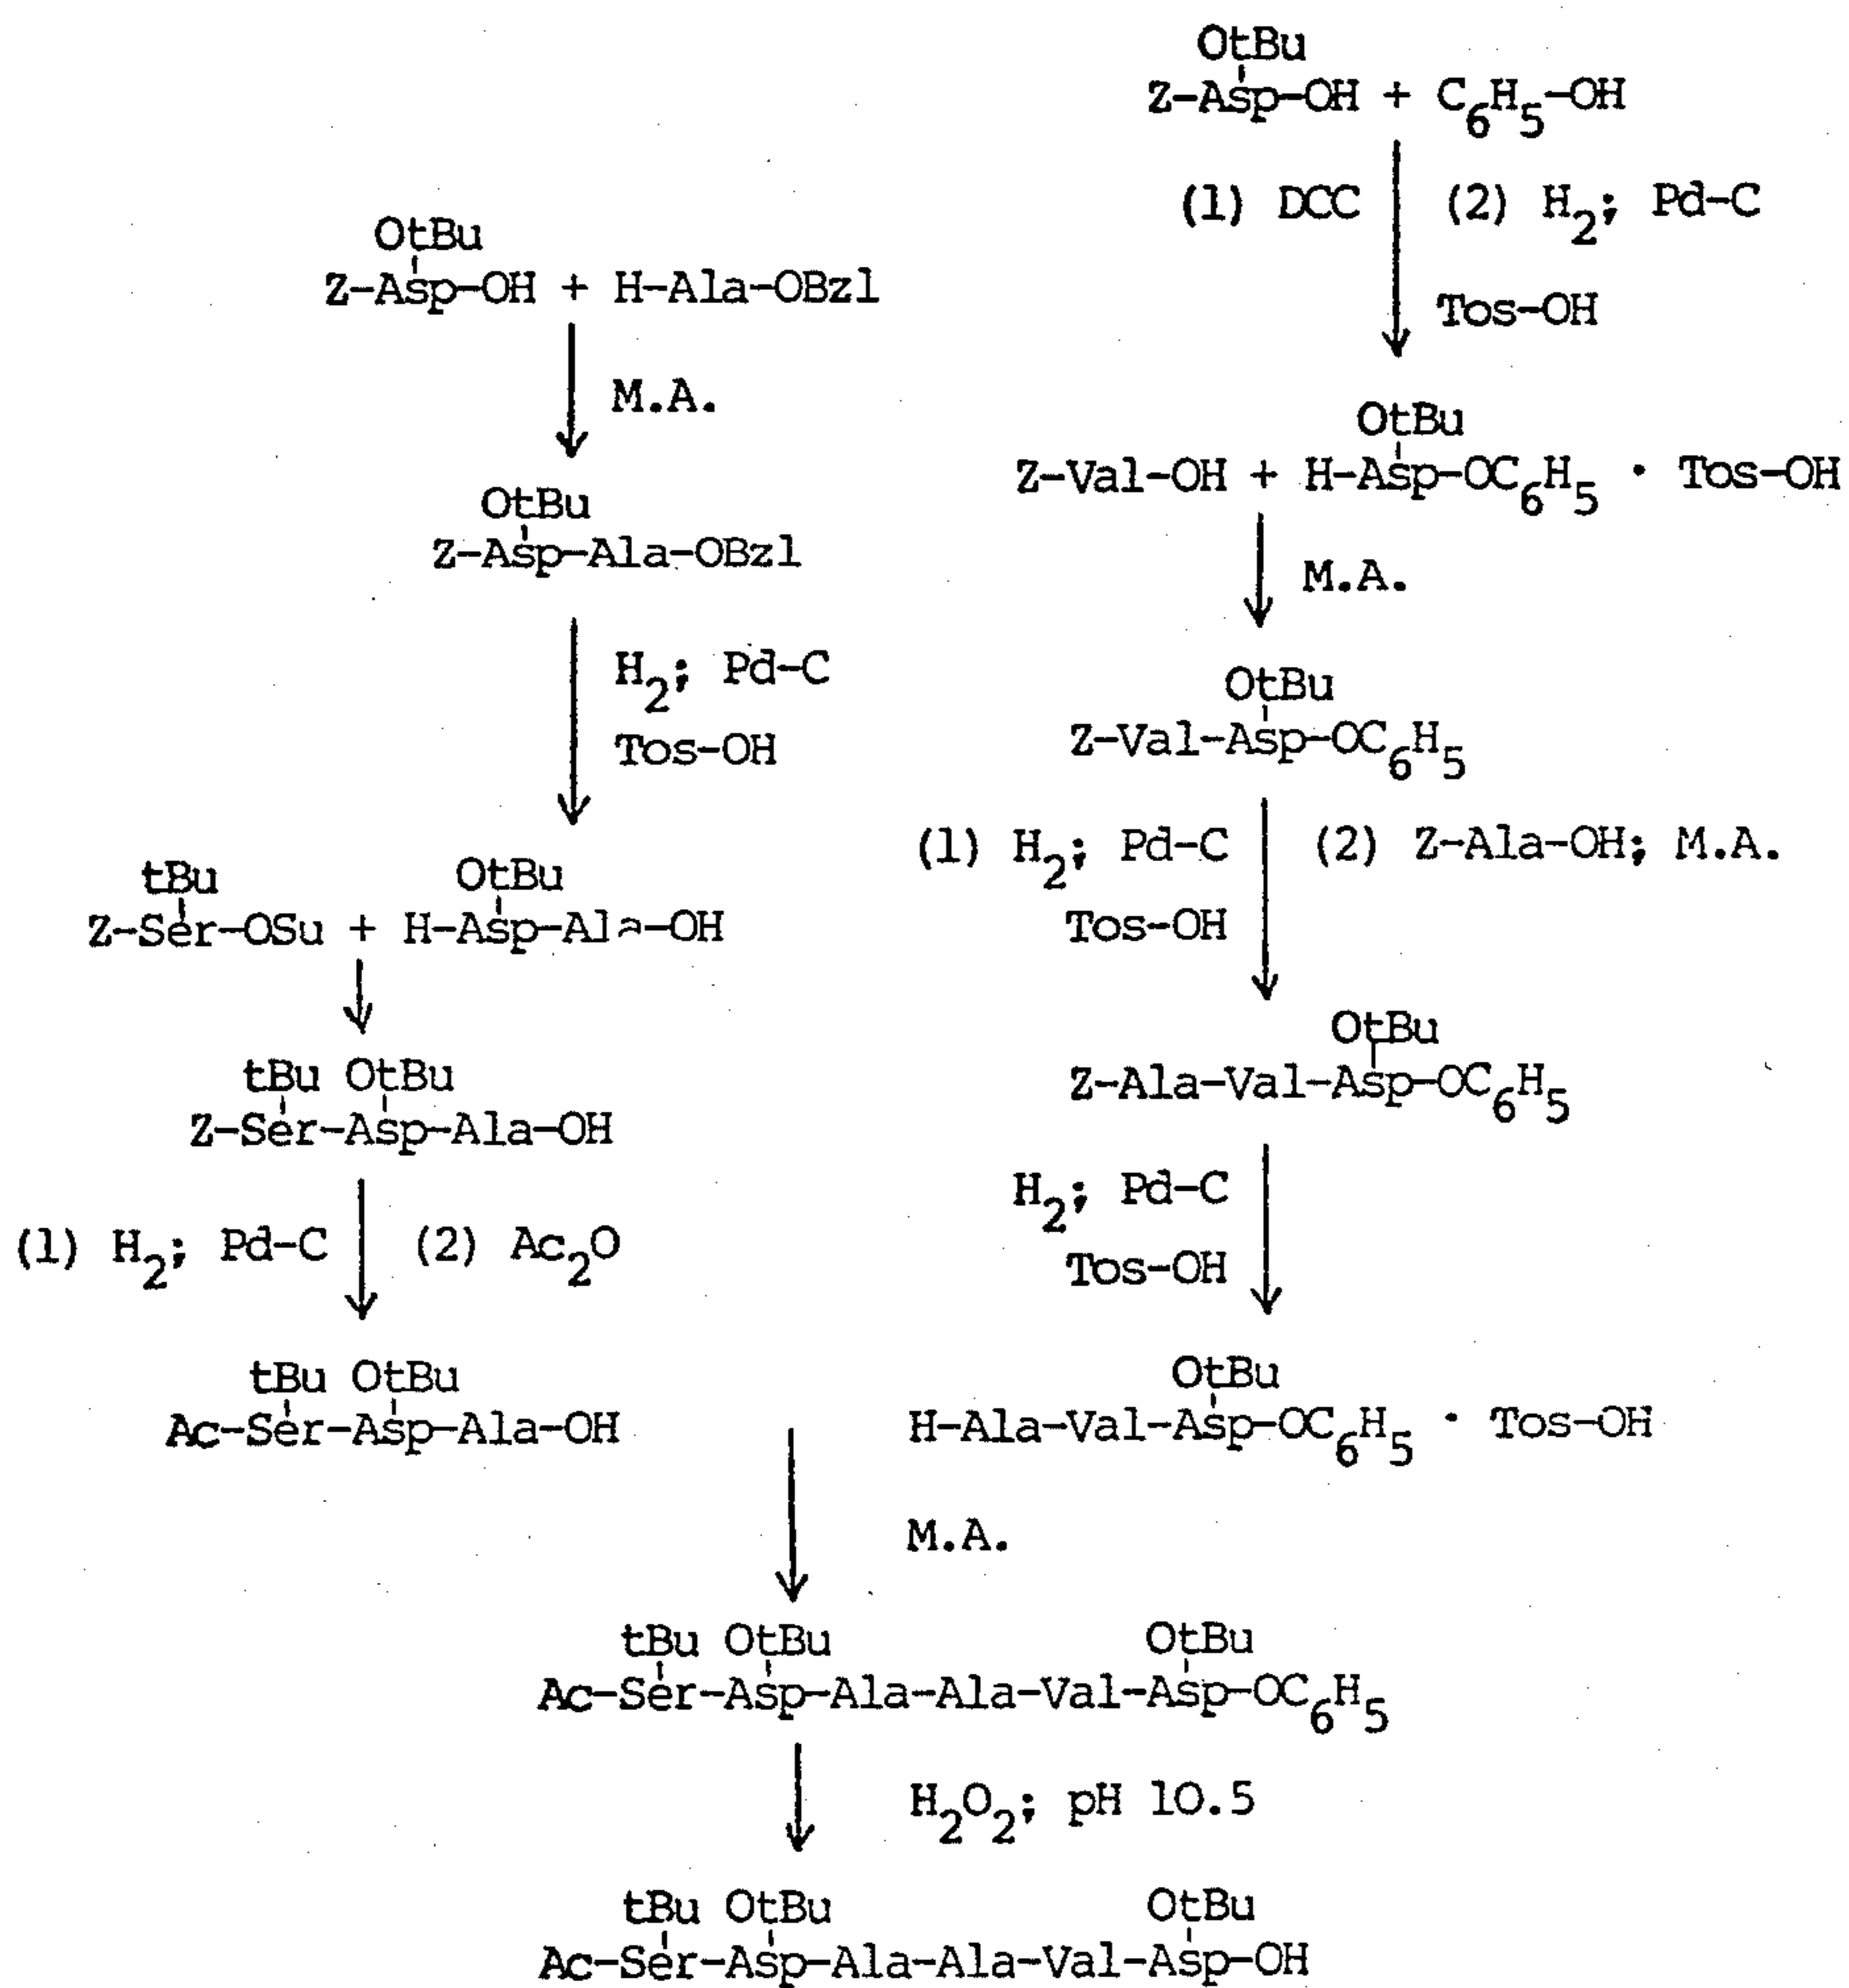 OtBu
Z-Asp-OH + C6H5-OH
(1) DCC (2) H2; Pd-C
Tos-OH
OtBu
Z-Asp-OH + H-Ala-OBzl
M.A.
OtBu
Z-Asp-Ala-OBzl
H2; Pd-C
Tos-OH
OtBu
Z-Val-OH + H-Asp-OC6H5 · Tos-OH
M.A.
OtBu
Z-Val-Asp-OC6H5
(1) H2; Pd-C (2) Z-Ala-OH; M.A.
Tos-OH
tBu OtBu
Z-Ser-OSu + H-Asp-Ala-OH
tBu OtBu
Z-Ser-Asp-Ala-OH
(1) H2; Pd-C (2) Ac2O
OtBu
Z-Ala-Val-Asp-OC6H5
H2; Pd-C
Tos-OH
tBu OtBu
Ac-Ser-Asp-Ala-OH
OtBu
H-Ala-Val-Asp-OC6H5 · Tos-OH
M.A.
tBu OtBu OtBu
Ac-Ser-Asp-Ala-Ala-Val-Asp-OC6H5
H2O2; pH 10.5
tBu OtBu OtBu
Ac-Ser-Asp-Ala-Ala-Val-Asp-OH